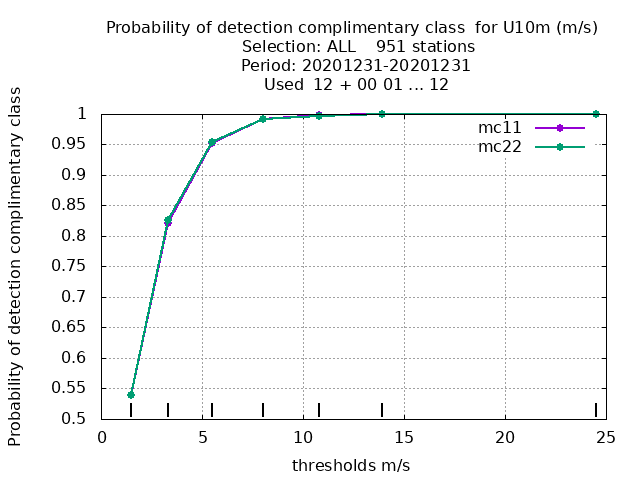 Probability of detection complimentary class for U10m (m/s)
Selection: ALL 951 stations
Period: 20201231-20201231
Used 12 + 00 01 ... 12
Probability of detection complimentary class
1
0.95
0.9
0.85
0.8
0.75
0.7
0.65
0.6
0.55
0.5
mc11
mc22
0 5 10 15 20 25
thresholds m/s